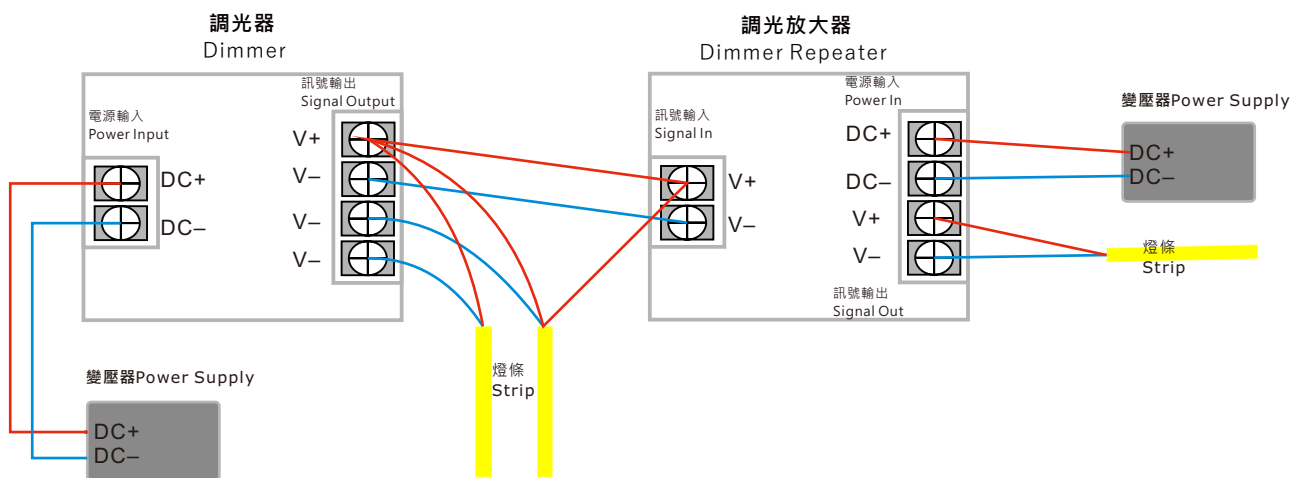 調光器
Dimmer
電源輸入
Power Input
DC+
DC–
訊號輸出
Signal Output
V+
V–
V–
V–
變壓器Power Supply
DC+
DC–
燈條
Strip
調光放大器
Dimmer Repeater
訊號輸入
Signal In
V+
V–
電源輸入
Power In
DC+
DC–
V+
V–
訊號輸出
Signal Out
變壓器Power Supply
DC+
DC–
燈條
Strip